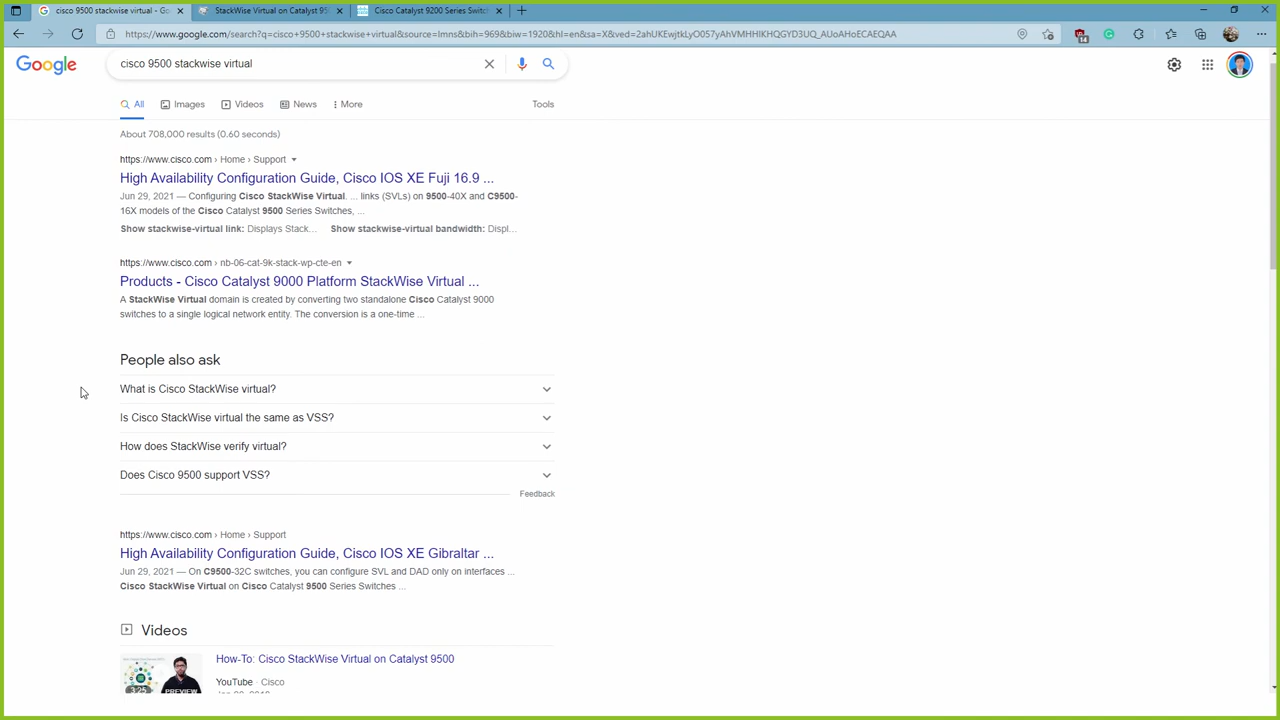 cisco 9500 stackwise virtual - Go
StackWise Virtual on Catalyst 95
Cisco Catalyst 9200 Series Switch
https://www.google.com/search?q=cisco+9500+stackwise+virtual&source=lmns&bih=969&biw=1920&hl=en&sa=X&ved=2ahUKEwjtkLyO057yAhVMHHIKHQGYD3UQ_AUoAHoECAEQAA
14
Google
cisco 9500 stackwise virtual
All
Images
Videos
News
More
Tools
About 708,000 results (0.60 seconds)
https://www.cisco.com › Home › Support
High Availability Configuration Guide, Cisco IOS XE Fuji 16.9 ...
Jun 29, 2021 — Configuring Cisco StackWise Virtual. ... links (SVLs) on 9500-40X and C9500-
16X models of the Cisco Catalyst 9500 Series Switches, ...
Show stackwise-virtual link: Displays Stack... Show stackwise-virtual bandwidth: Displ...
https://www.cisco.com › nb-06-cat-9k-stack-wp-cte-en
Products - Cisco Catalyst 9000 Platform StackWise Virtual ...
A StackWise Virtual domain is created by converting two standalone Cisco Catalyst 9000
switches to a single logical network entity. The conversion is a one-time ...
People also ask
What is Cisco StackWise virtual?
Is Cisco StackWise virtual the same as VSS?
How does StackWise verify virtual?
Does Cisco 9500 support VSS?
Feedback
https://www.cisco.com › Home › Support
High Availability Configuration Guide, Cisco IOS XE Gibraltar ...
Jun 29, 2021 — On C9500-32C switches, you can configure SVL and DAD only on interfaces ...
Cisco StackWise Virtual on Cisco Catalyst 9500 Series Switches ...
Videos
How-To: Cisco StackWise Virtual on Catalyst 9500
PREVIEW
3:25
YouTube · Cisco